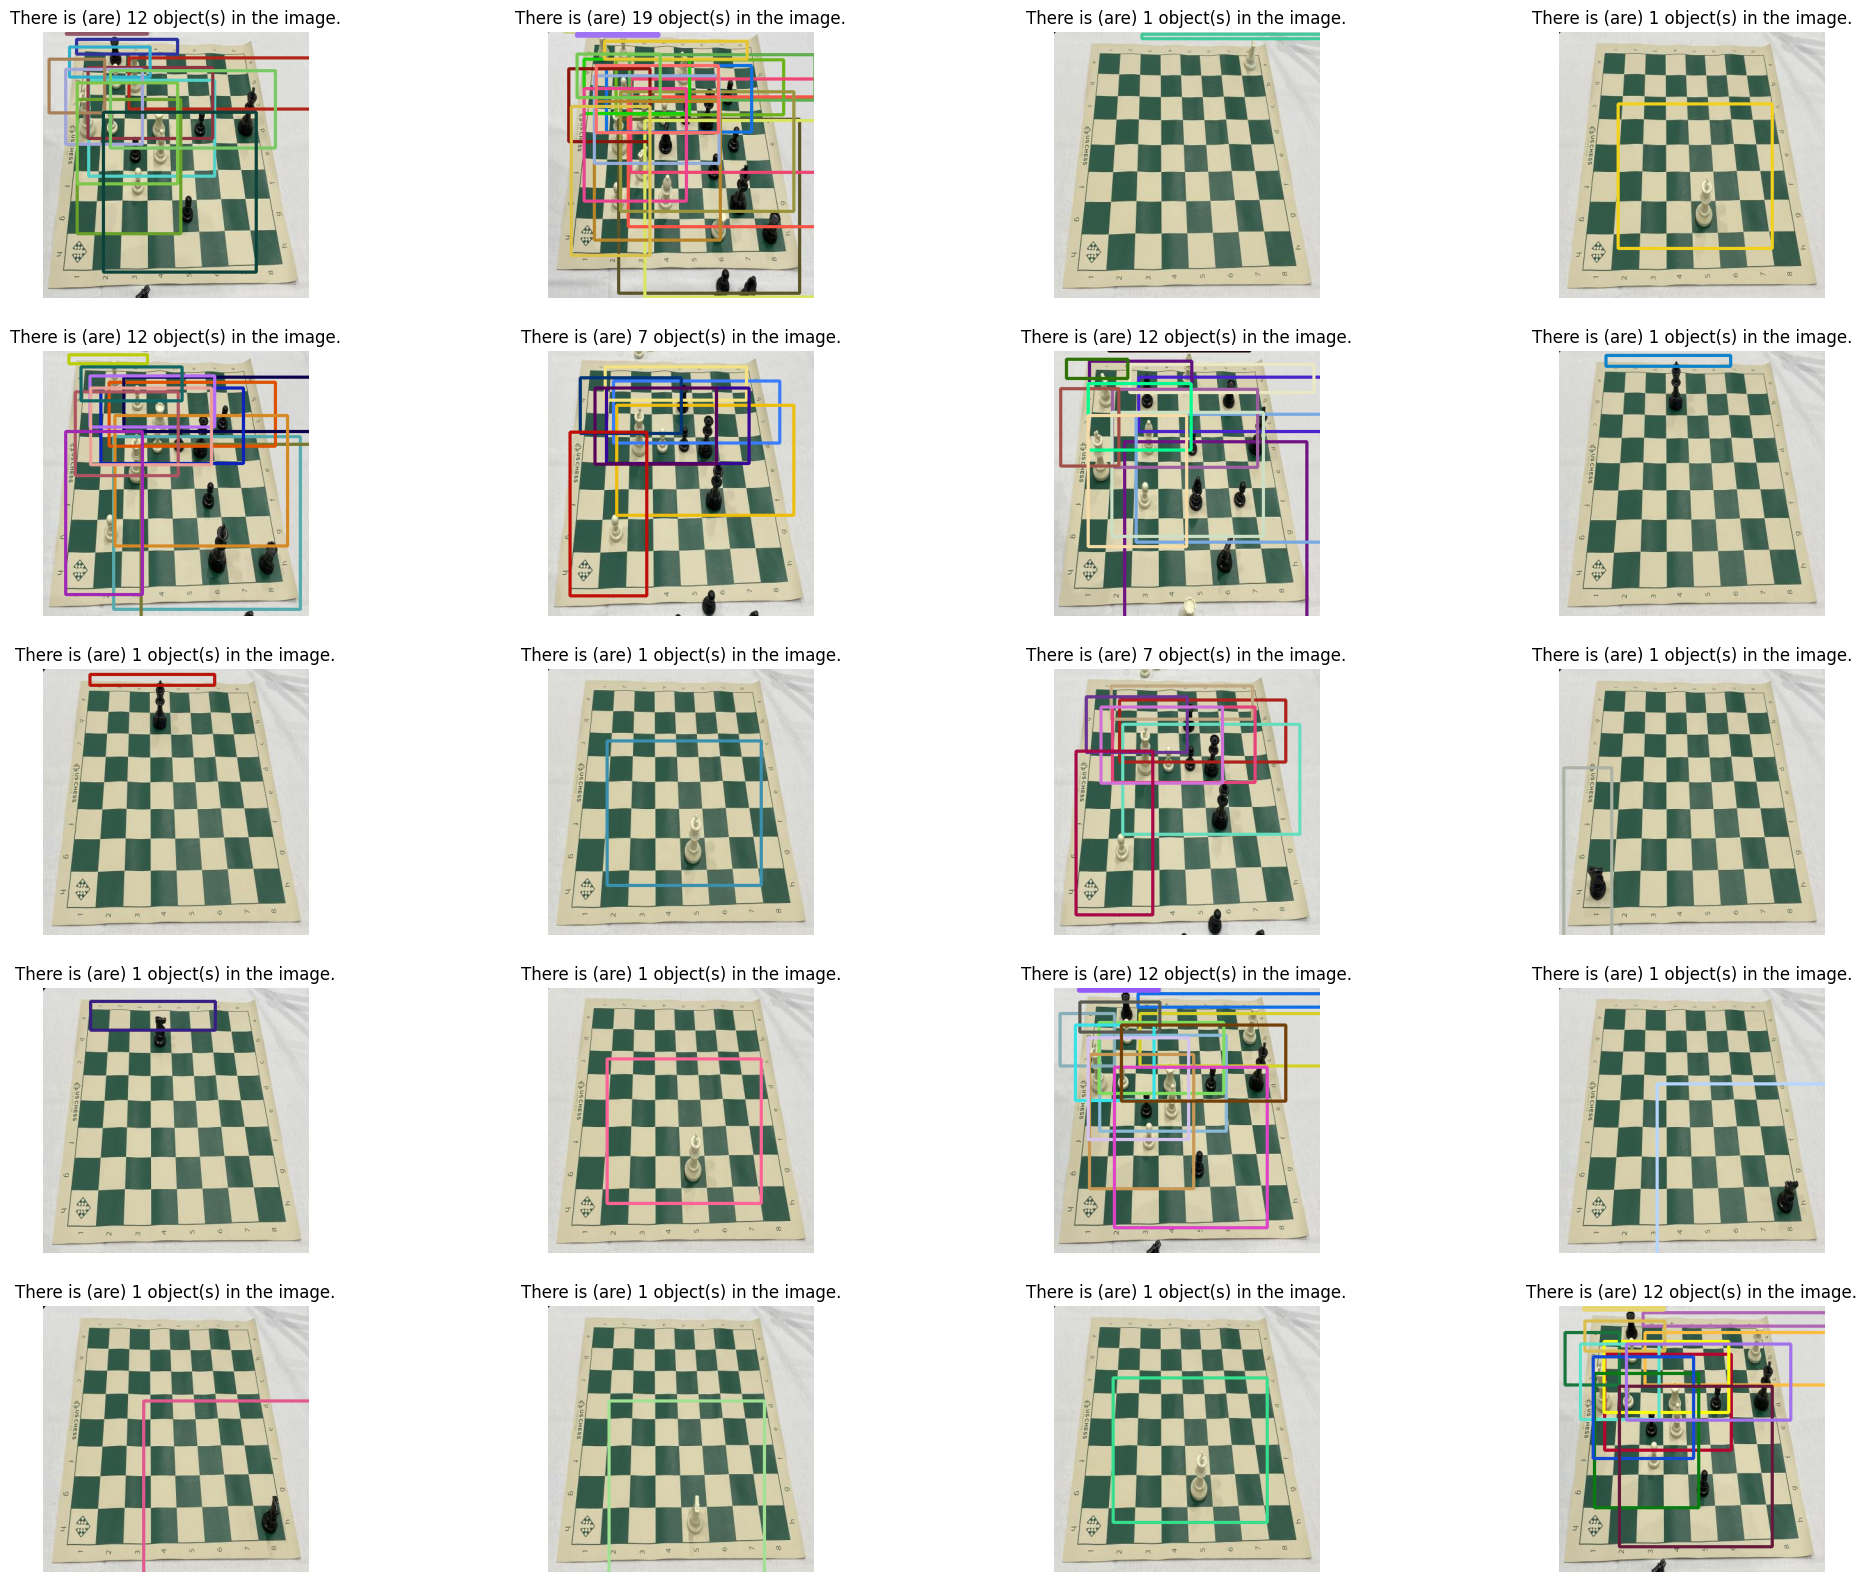 There is (are) 12 object(s) in the image.
There is (are) 19 object(s) in the image.
There is (are) 1 object(s) in the image.
There is (are) 1 object(s) in the image.
There is (are) 12 object(s) in the image.
There is (are) 7 object(s) in the image.
There is (are) 12 object(s) in the image.
There is (are) 1 object(s) in the image.
There is (are) 1 object(s) in the image.
There is (are) 1 object(s) in the image.
There is (are) 7 object(s) in the image.
There is (are) 1 object(s) in the image.
There is (are) 1 object(s) in the image.
There is (are) 1 object(s) in the image.
There is (are) 12 object(s) in the image.
There is (are) 1 object(s) in the image.
There is (are) 1 object(s) in the image.
There is (are) 1 object(s) in the image.
There is (are) 1 object(s) in the image.
There is (are) 12 object(s) in the image.